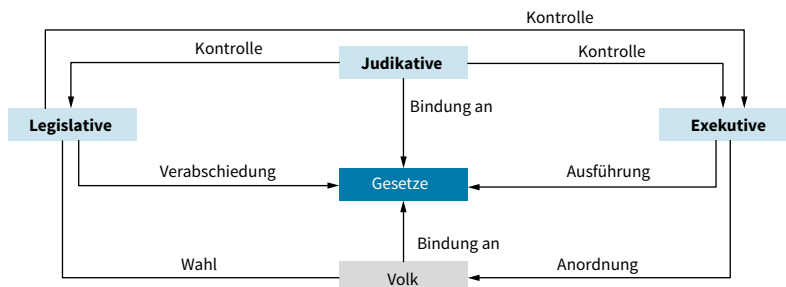 Kontrolle
Kontrolle
Judikative
Kontrolle
Legislative
Bindung an
Exekutive
Verabschiedung
Gesetze
Ausführung
Bindung an
Wahl
Volk
Anordnung